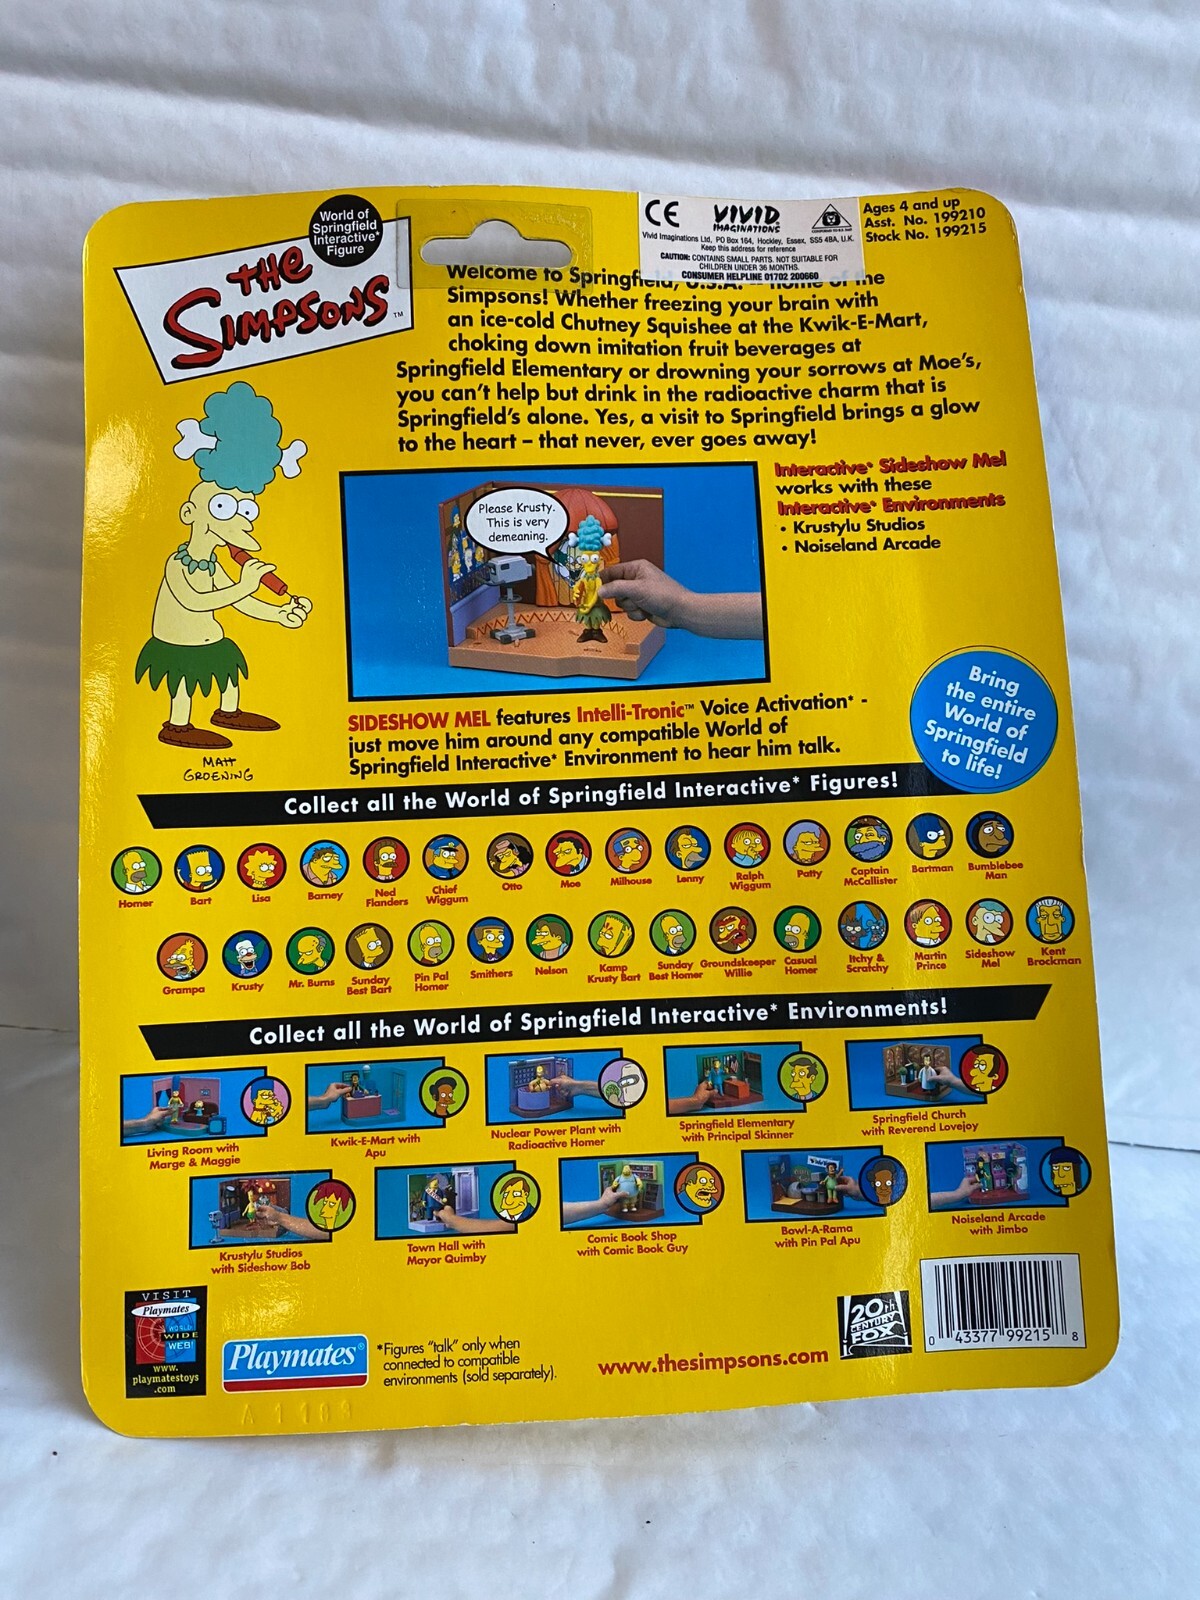 World of
Springfield
Interactive*
Figure
THE
SIMPSONS™
CE
VIVID
IMAGINATIONS
Vivid Imaginations Ltd, PO Box 164, Hockley, Essex, SS5 4BA, U.K.
Keep this address for reference
CAUTION: CONTAINS SMALL PARTS. NOT SUITABLE FOR
CHILDREN UNDER 36 MONTHS.
CONSUMER HELPLINE 01702 200660
Ages 4 and up
Asst. No. 199210
Stock No. 199215
Welcome to Springfield, U.S.A. – home of the
Simpsons! Whether freezing your brain with
an ice-cold Chutney Squishee at the Kwik-E-Mart,
choking down imitation fruit beverages at
Springfield Elementary or drowning your sorrows at Moe's,
you can't help but drink in the radioactive charm that is
Springfield's alone. Yes, a visit to Springfield brings a glow
to the heart – that never, ever goes away!
Please Krusty.
This is very
demeaning.
Interactive* Sideshow Mel
works with these
Interactive* Environments
• Krustylu Studios
• Noiseland Arcade
MATT
GROENING
SIDESHOW MEL features Intelli-Tronic™ Voice Activation* -
just move him around any compatible World of
Springfield Interactive* Environment to hear him talk.
Bring
the entire
World of
Springfield
to life!
Collect all the World of Springfield Interactive* Figures!
Homer
Bart
Lisa
Barney
Ned
Flanders
Chief
Wiggum
Otto
Moe
Milhouse
Lenny
Ralph
Wiggum
Patty
Captain
McCallister
Bartman
Bumblebee
Man
Grampa
Krusty
Mr. Burns
Sunday
Best Bart
Pin Pal
Homer
Smithers
Nelson
Kamp
Krusty Bart
Sunday
Best Homer
Groundskeeper
Willie
Casual
Homer
Itchy &
Scratchy
Martin
Prince
Sideshow
Mel
Kent
Brockman
Collect all the World of Springfield Interactive* Environments!
Living Room with
Marge & Maggie
Kwik-E-Mart with
Apu
Nuclear Power Plant with
Radioactive Homer
Springfield Elementary
with Principal Skinner
Springfield Church
with Reverend Lovejoy
Krustylu Studios
with Sideshow Bob
Town Hall with
Mayor Quimby
Comic Book Shop
with Comic Book Guy
Bowl-A-Rama
with Pin Pal Apu
Noiseland Arcade
with Jimbo
VISIT
Playmates
WORLD
WIDE
WEB!
www.
playmatestoys
.com
Playmates®
*Figures "talk" only when
connected to compatible
environments (sold separately).
www.thesimpsons.com
20th
CENTURY
FOX
0 43377 99215 8